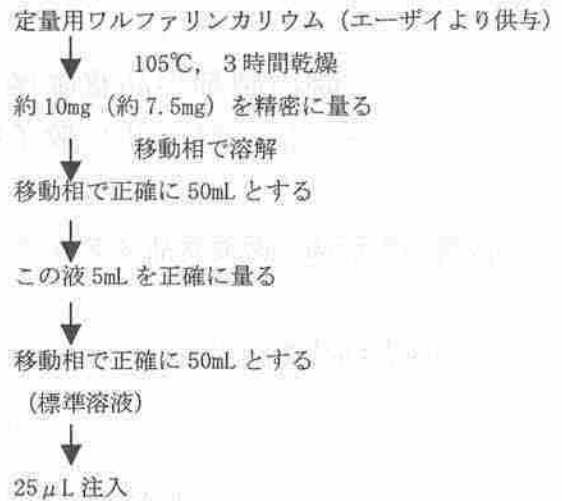 定量用ワルファリンカリウム（エーザイより供与）
105℃，3時間乾燥
約10mg（約7.5mg）を精密に量る
移動相で溶解
移動相で正確に50mLとする
この液5mLを正確に量る
移動相で正確に50mLとする
（標準溶液）
25μL注入